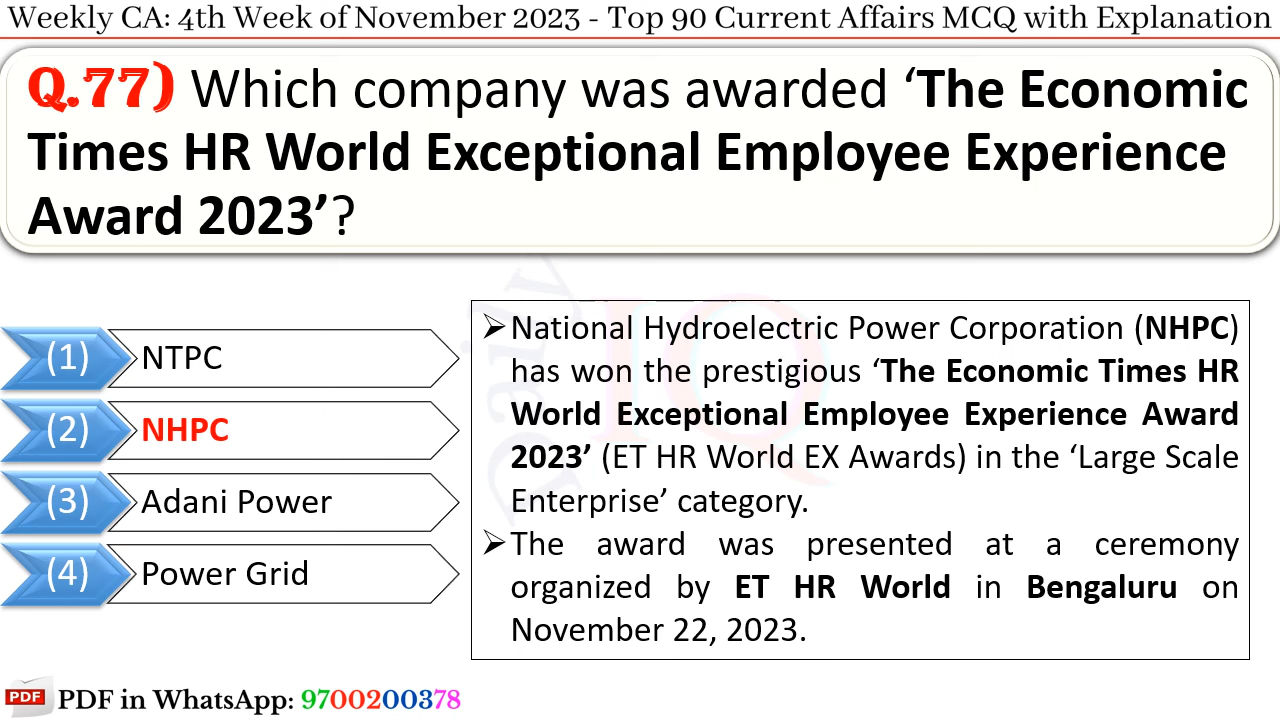 Weekly CA: 4th Week of November 2023 - Top 90 Current Affairs MCQ with Explanation
Q.77) Which company was awarded ‘The Economic
Times HR World Exceptional Employee Experience
Award 2023’?
(1) NTPC
(2) NHPC
(3) Adani Power
(4) Power Grid
➢National Hydroelectric Power Corporation (NHPC)
has won the prestigious ‘The Economic Times HR
World Exceptional Employee Experience Award
2023’ (ET HR World EX Awards) in the ‘Large Scale
Enterprise’ category.
➢The award was presented at a ceremony
organized by ET HR World in Bengaluru on
November 22, 2023.
Daily
IQ
PDF PDF in WhatsApp: 9700200378